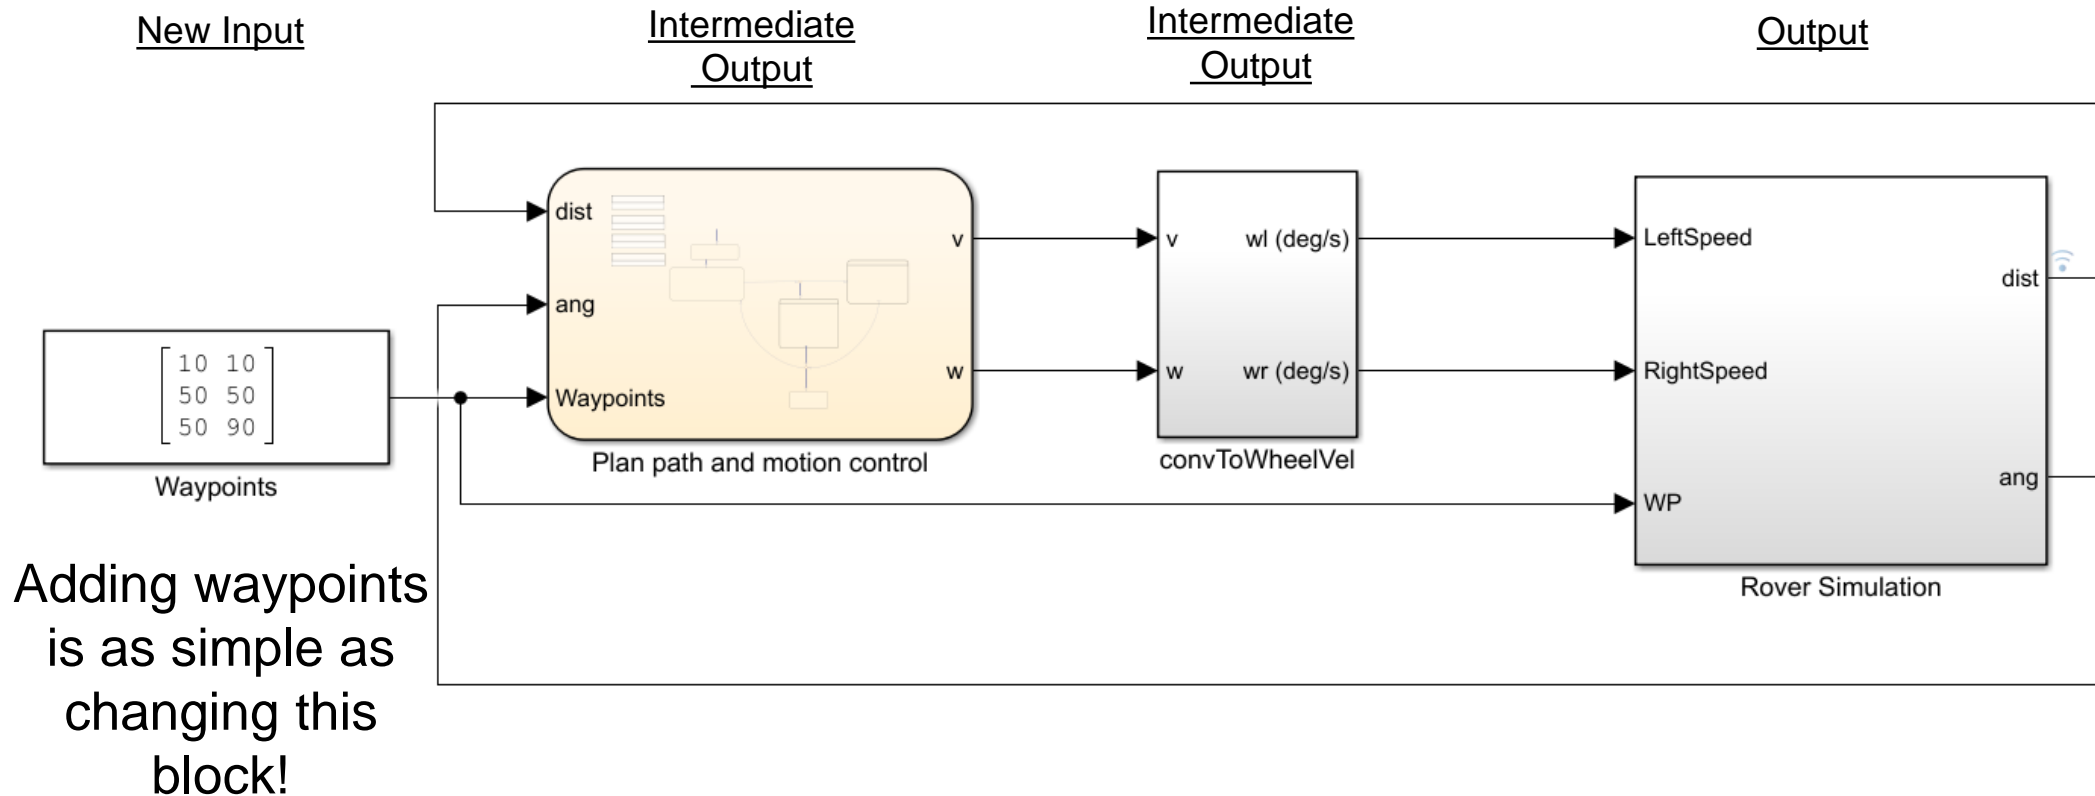 New Input
Intermediate
Output
Intermediate
Output
Output
dist
ang
Waypoints
v
w
Plan path and motion control
v
w
wl (deg/s)
wr (deg/s)
convToWheelVel
LeftSpeed
RightSpeed
WP
dist
ang
Rover Simulation
10 10
50 50
50 90
Waypoints
Adding waypoints
is as simple as
changing this
block!